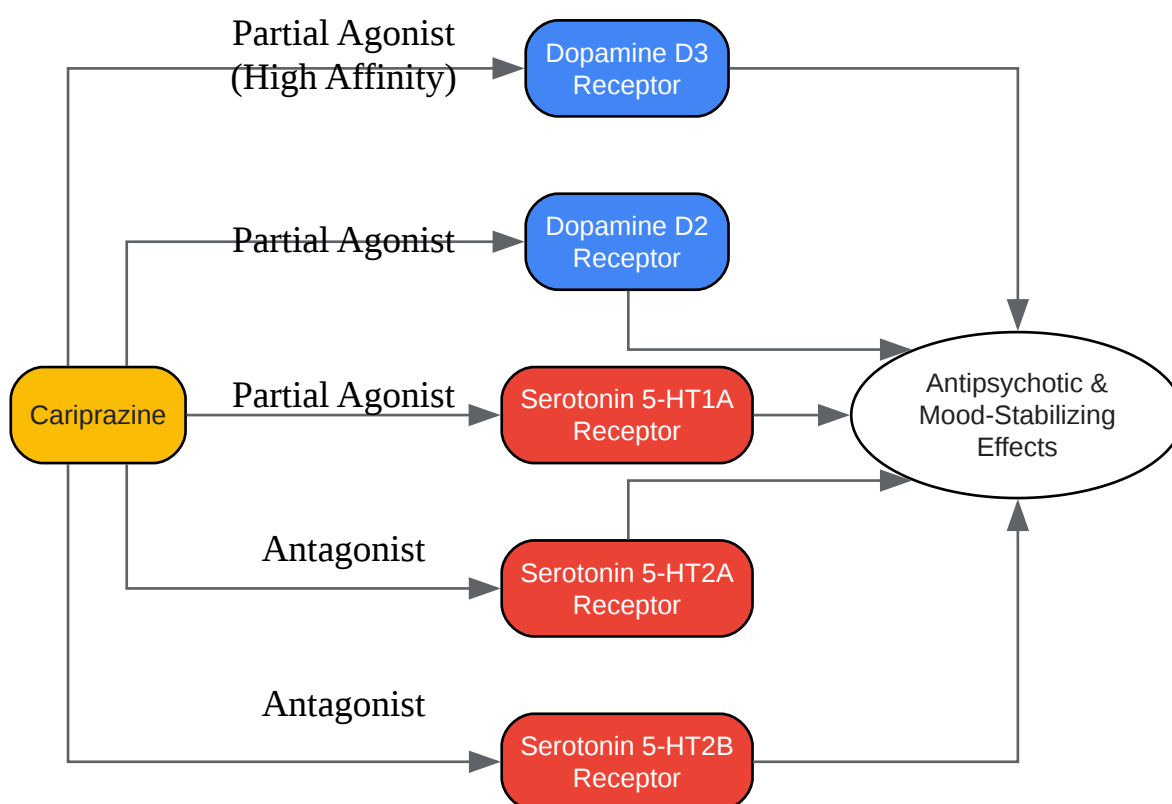 Partial Agonist
(High Affinity)
Dopamine D3
Receptor
Partial Agonist
Dopamine D2
Receptor
Cariprazine
Partial Agonist
Serotonin 5-HT1A
Receptor
Antipsychotic &
Mood-Stabilizing
Effects
Antagonist
Serotonin 5-HT2A
Receptor
Antagonist
Serotonin 5-HT2B
Receptor